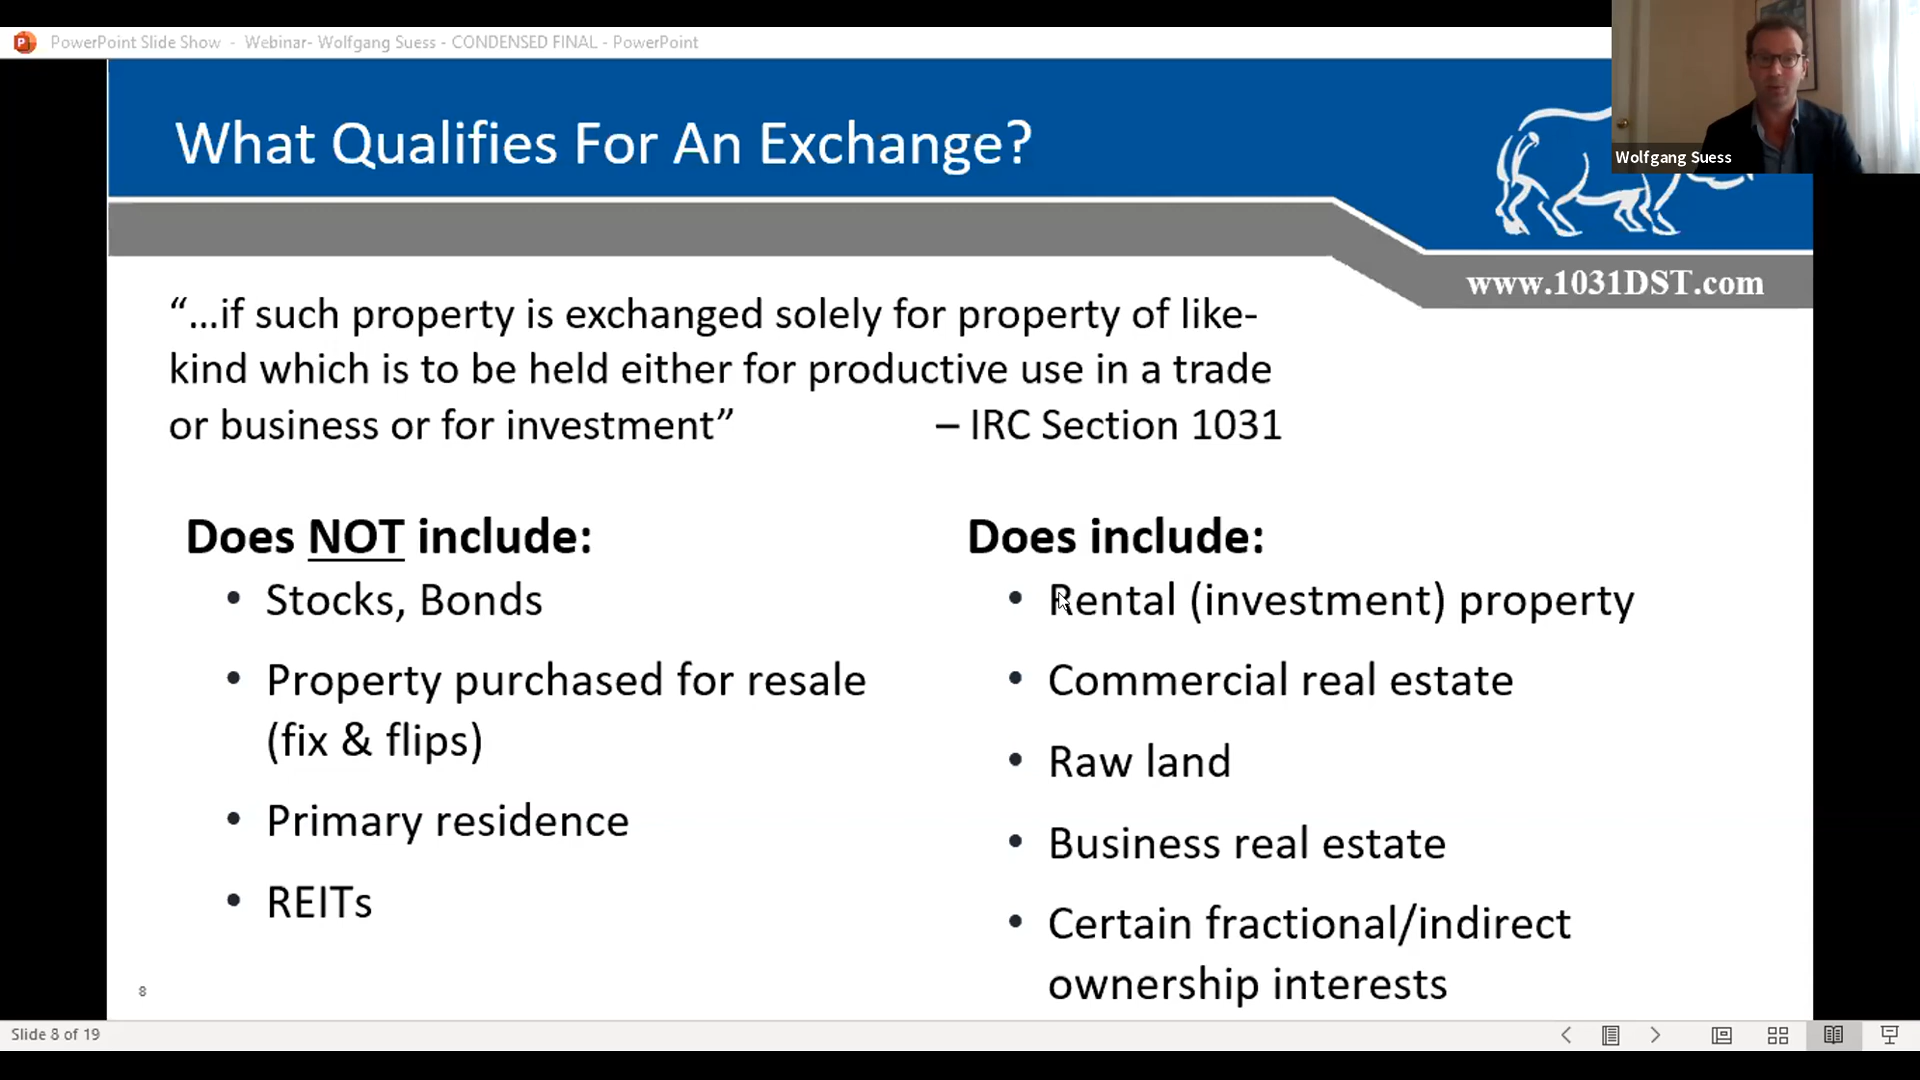 PowerPoint Slide Show - Webinar- Wolfgang Suess - CONDENSED FINAL - PowerPoint
Wolfgang Suess
What Qualifies For An Exchange?
www.1031DST.com
“…if such property is exchanged solely for property of like-
kind which is to be held either for productive use in a trade
or business or for investment” – IRC Section 1031
Does NOT include:
• Stocks, Bonds
• Property purchased for resale
(fix & flips)
• Primary residence
• REITs
Does include:
• Rental (investment) property
• Commercial real estate
• Raw land
• Business real estate
• Certain fractional/indirect
ownership interests
8
Slide 8 of 19